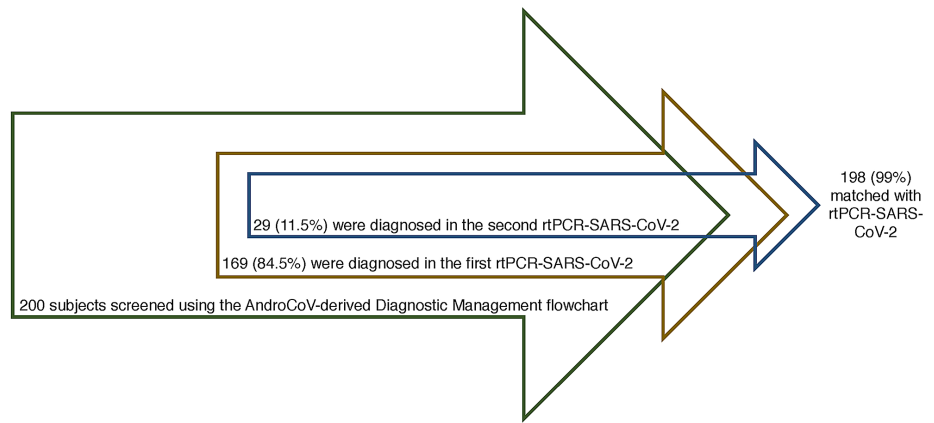 29 (11.5%) were diagnosed in the second rtPCR-SARS-CoV-2
169 (84.5%) were diagnosed in the first rtPCR-SARS-CoV-2
200 subjects screened using the AndroCoV-derived Diagnostic Management flowchart
198 (99%)
matched with
rtPCR-SARS-
CoV-2